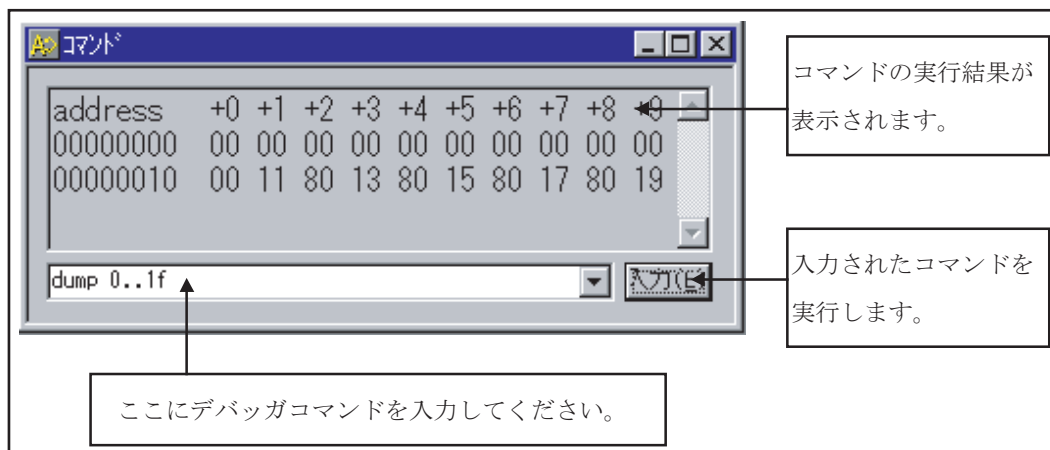 コマンド
address +0 +1 +2 +3 +4 +5 +6 +7 +8 +9
00000000 00 00 00 00 00 00 00 00 00 00
00000010 00 11 80 13 80 15 80 17 80 19
dump 0..1f
入力(E)
コマンドの実行結果が
表示されます。
入力されたコマンドを
実行します。
ここにデバッガコマンドを入力してください。